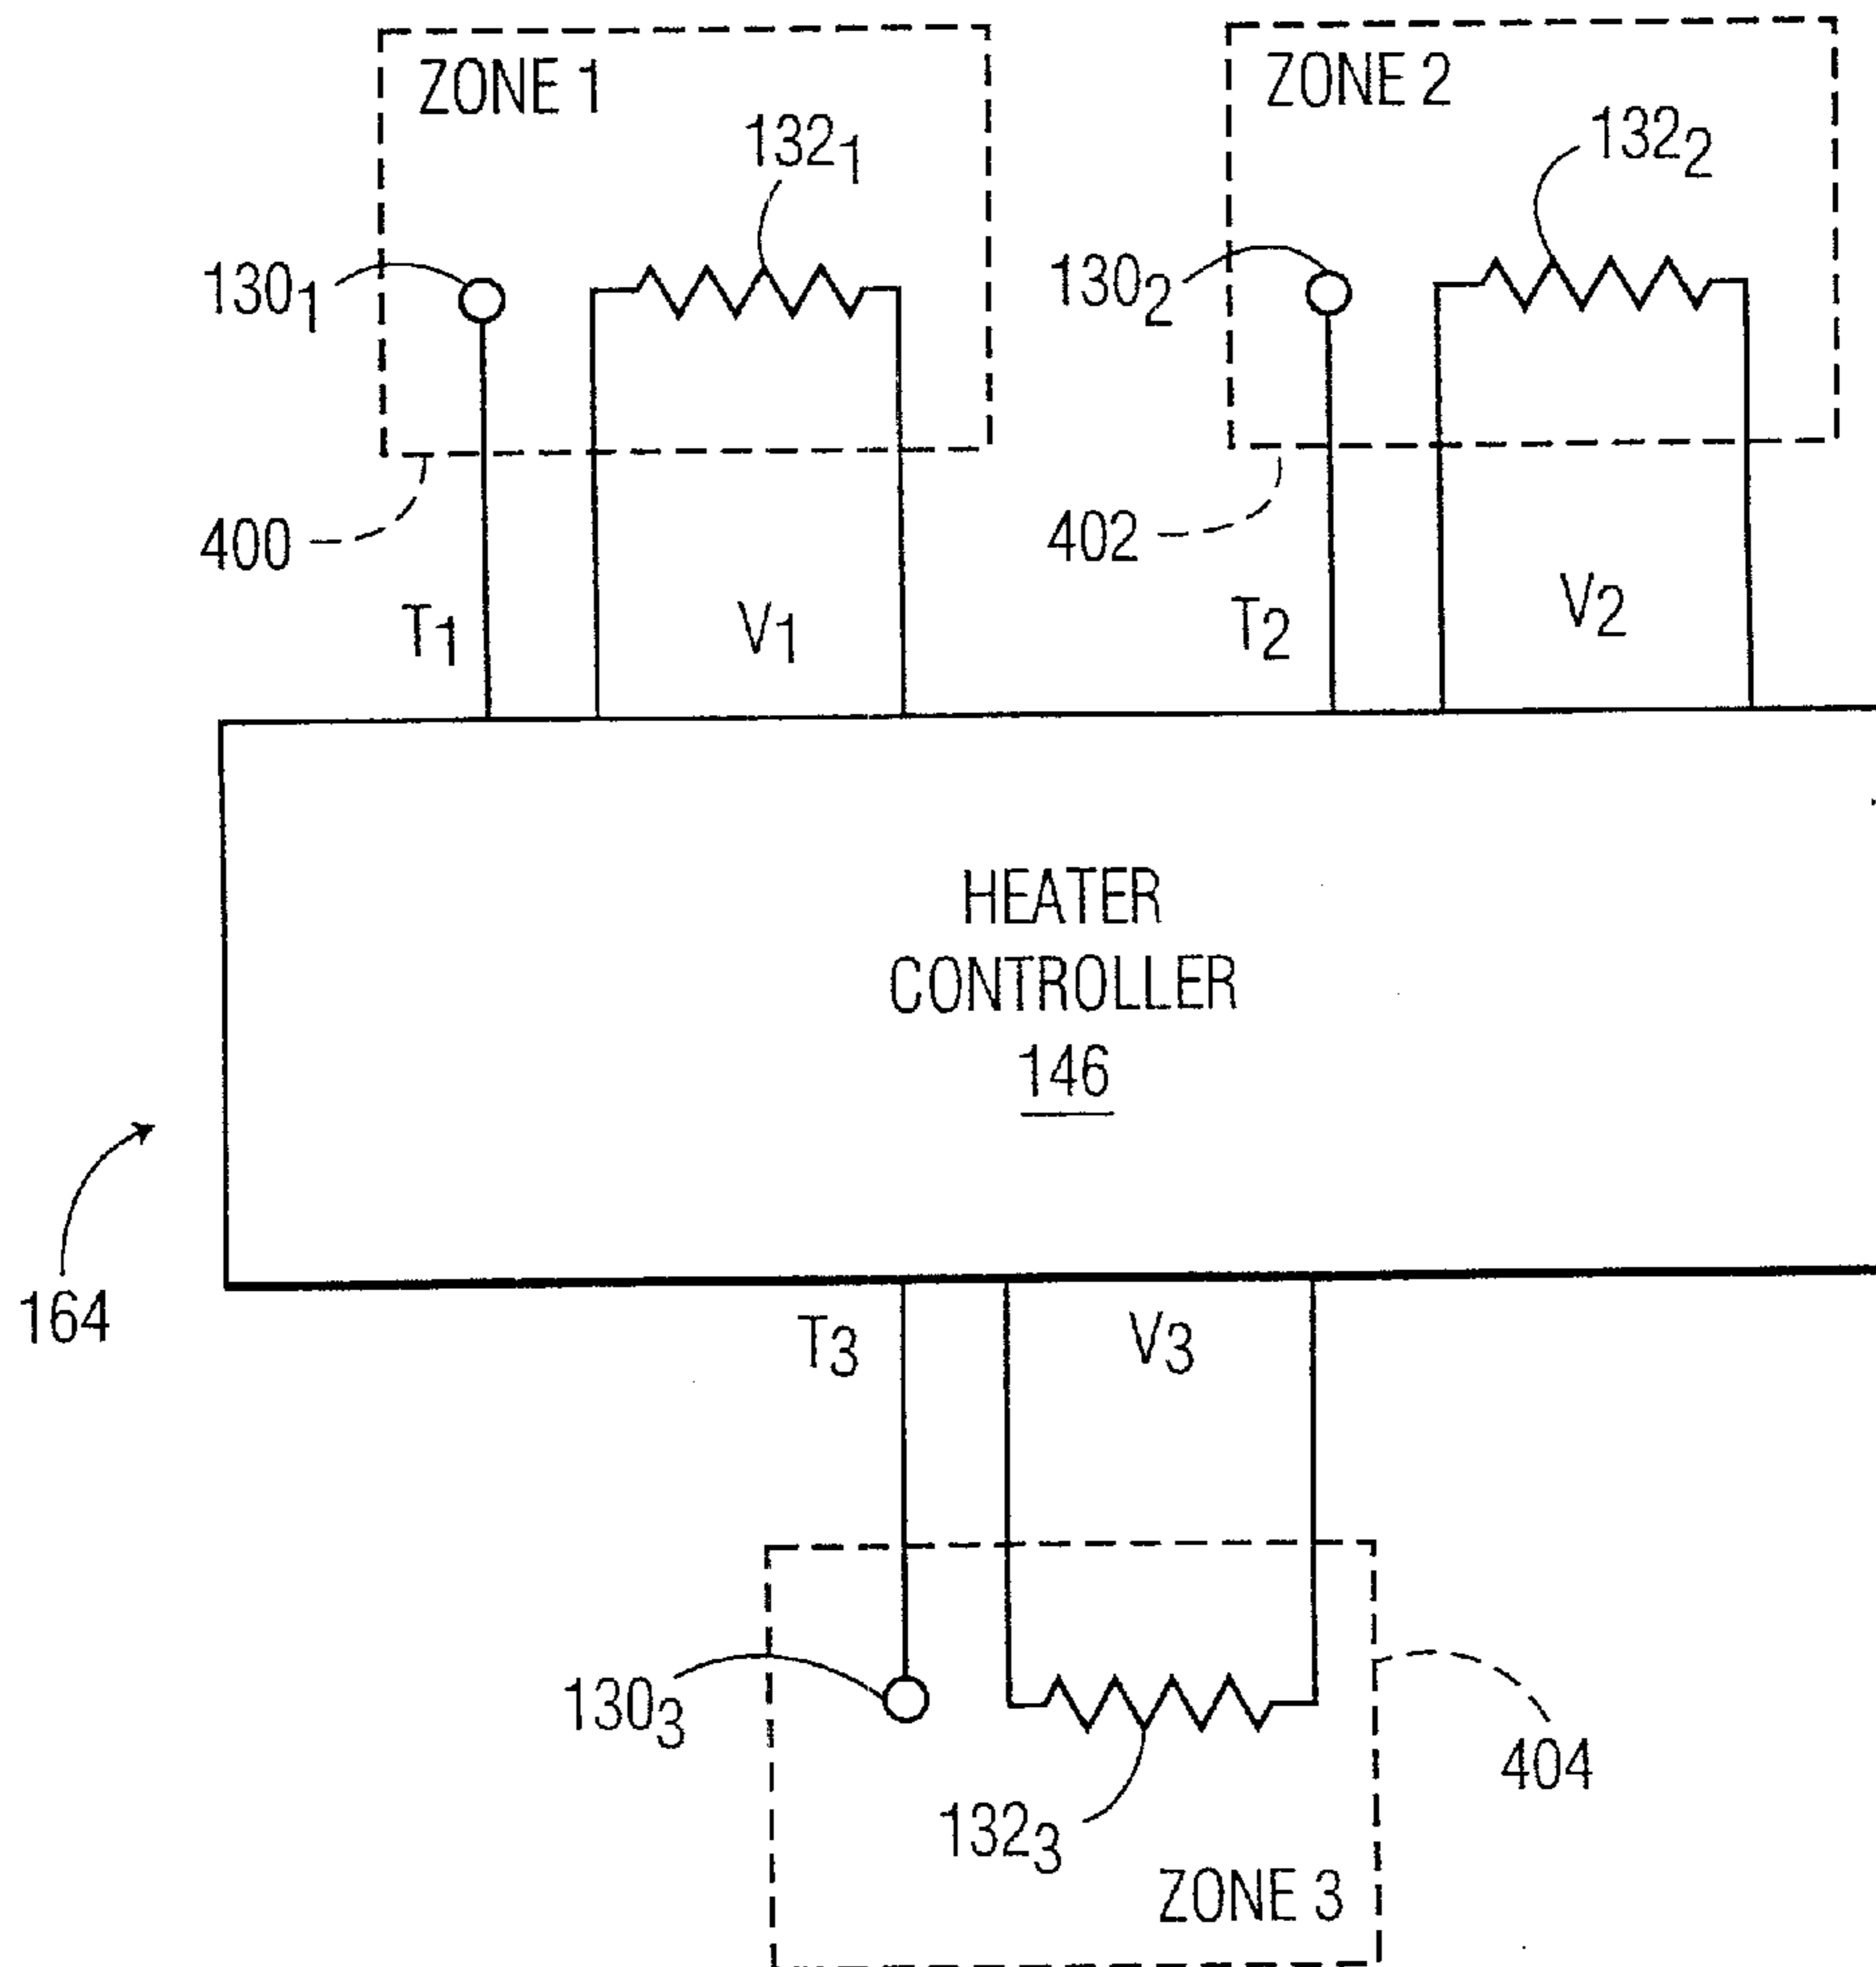 ZONE 1
132₁
130₁
400
T₁
V₁
ZONE 2
132₂
130₂
402
T₂
V₂
HEATER
CONTROLLER
146
164
T₃
V₃
130₃
132₃
404
ZONE 3